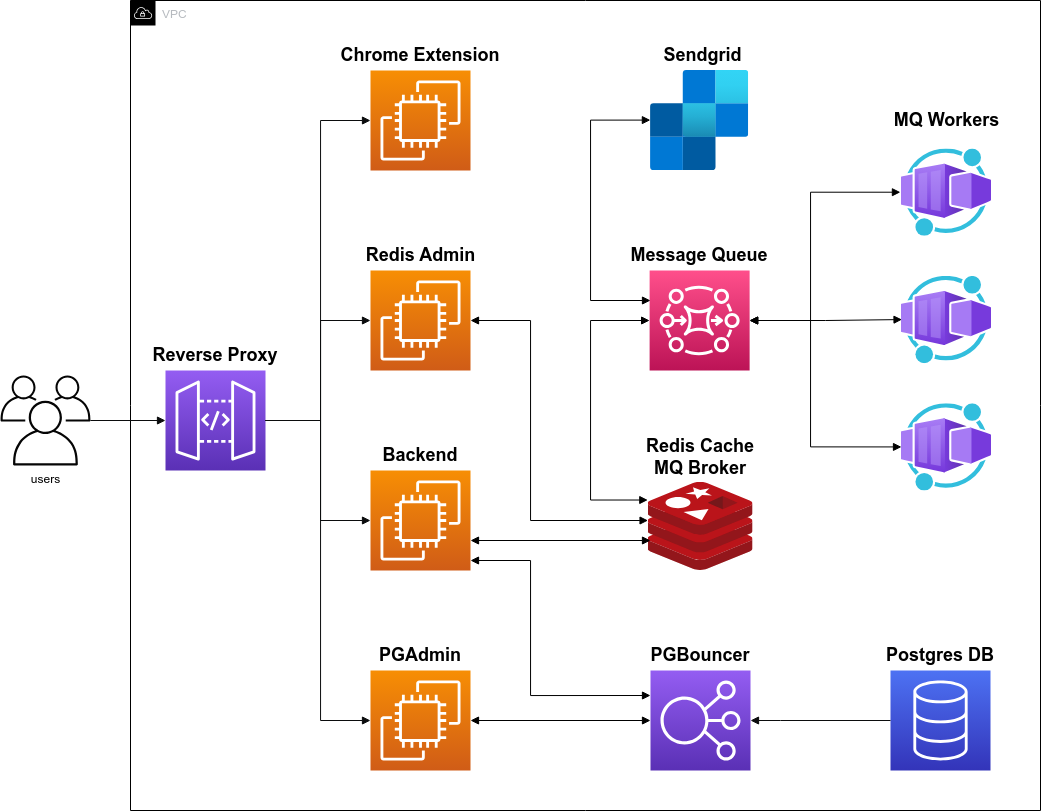 VPC
Chrome Extension
Sendgrid
MQ Workers
Redis Admin
Message Queue
Reverse Proxy
</>
users
Backend
Redis Cache
MQ Broker
PGAdmin
PGBouncer
Postgres DB